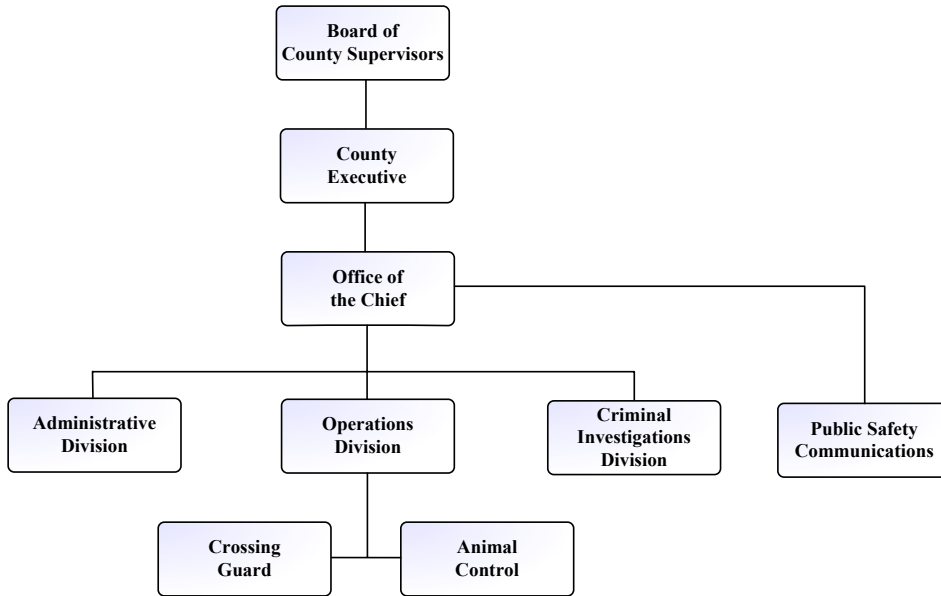 Board of
County Supervisors
County
Executive
Office of
the Chief
Administrative
Division
Operations
Division
Criminal
Investigations
Division
Public Safety
Communications
Crossing
Guard
Animal
Control